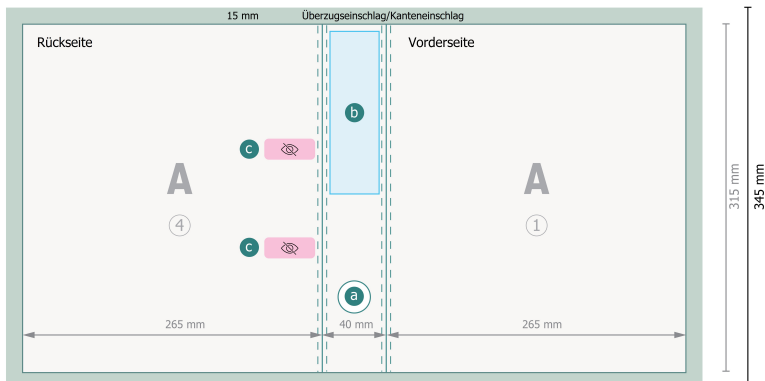 15 mm Überzugseinschlag/Kanteneinschlag
Rückseite
Vorderseite
b
c
A
A
4
1
c
a
265 mm
40 mm
265 mm
315 mm
345 mm